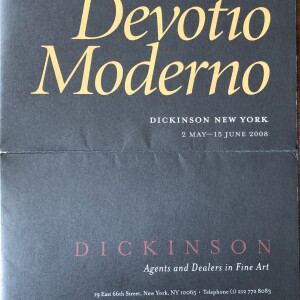 Devotio
Moderno
DICKINSON NEW YORK
2 MAY—15 JUNE 2008
DICKINSON
Agents and Dealers in Fine Art
19 East 66th Street, New York, NY 10065 • Telephone (1) 212 772 8083